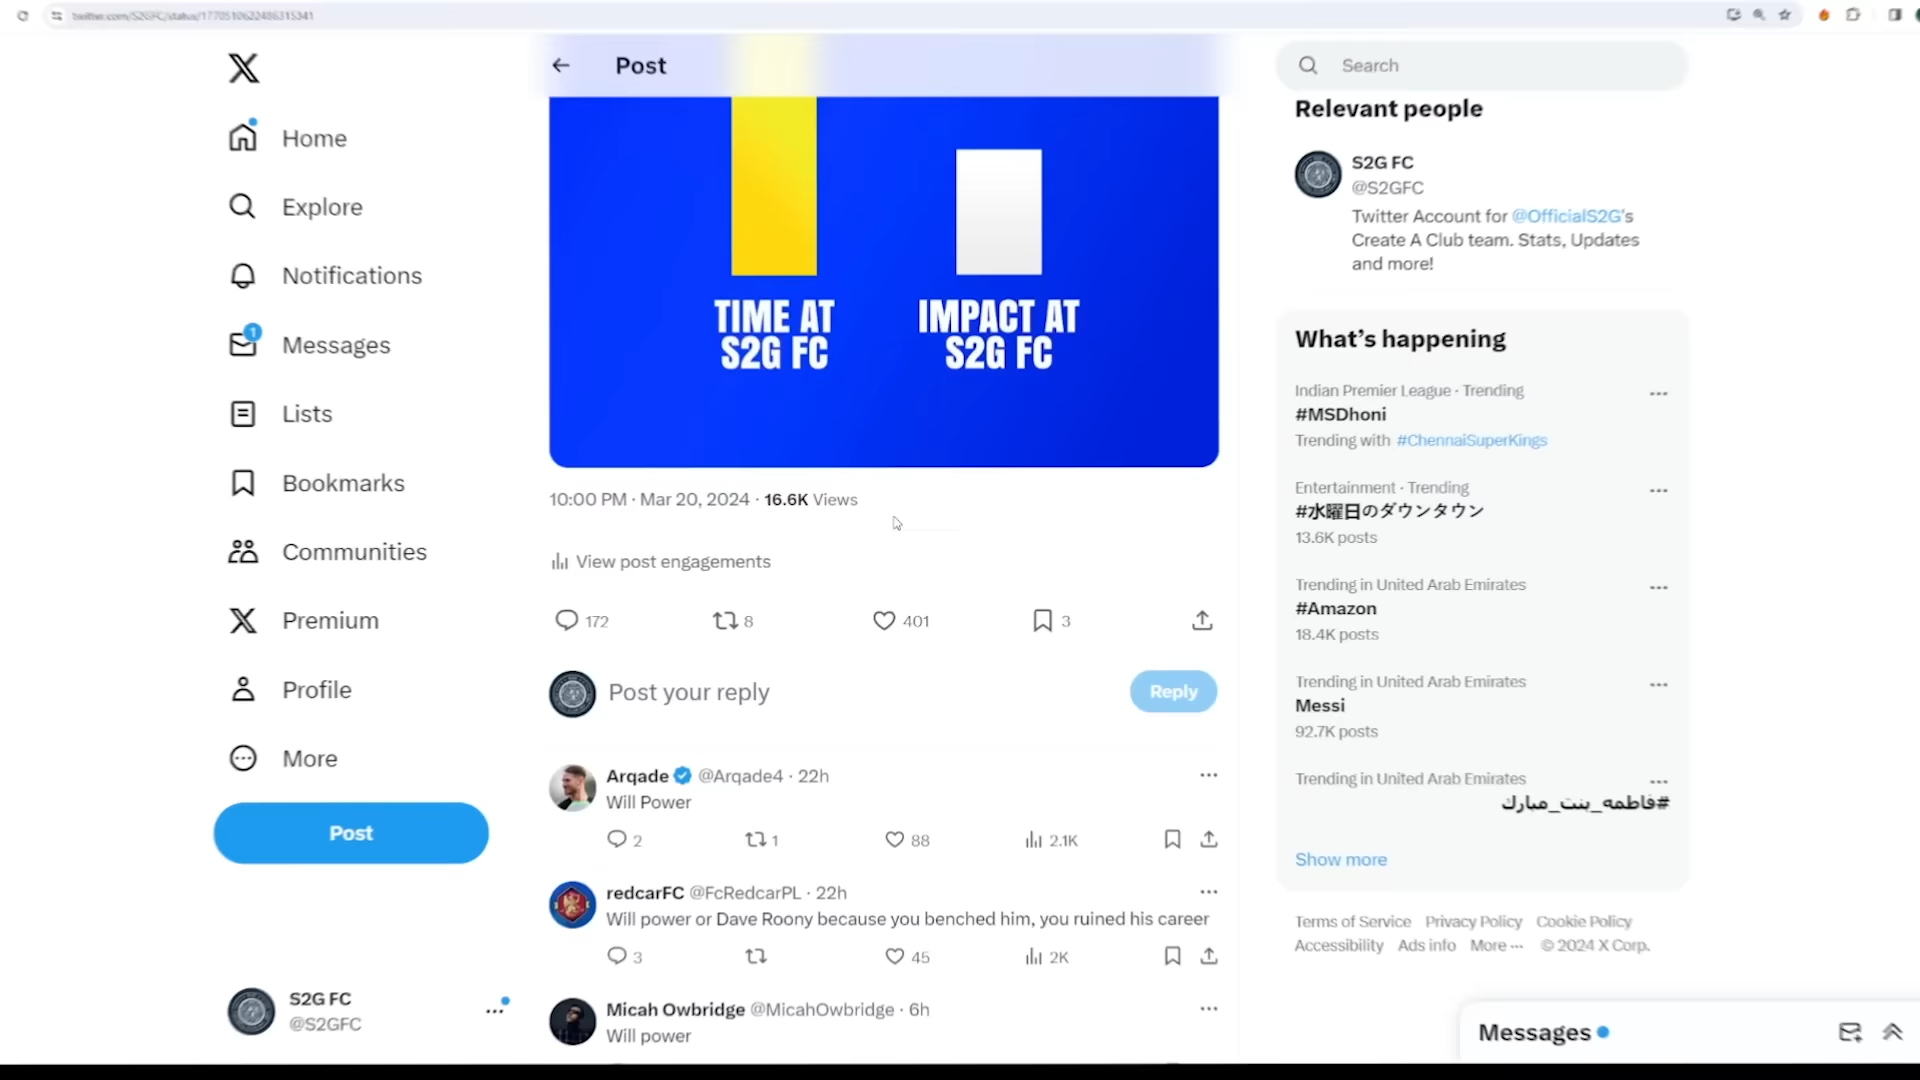 twitter.com/S2GFC/status/1770510622486315341
Home
Explore
Notifications
1
Messages
Lists
Bookmarks
Communities
Premium
Profile
More
Post
S2G FC
@S2GFC
Post
TIME AT
S2G FC
IMPACT AT
S2G FC
10:00 PM · Mar 20, 2024 · 16.6K Views
View post engagements
172 8 401 3
Post your reply
Reply
Arqade @Arqade4 · 22h
Will Power
2 1 88 2.1K
redcarFC @FcRedcarPL · 22h
Will power or Dave Roony because you benched him, you ruined his career
3 45 2K
Micah Owbridge @MicahOwbridge · 6h
Will power
Search
Relevant people
S2G FC
@S2GFC
Twitter Account for @OfficialS2G's
Create A Club team. Stats, Updates
and more!
What's happening
Indian Premier League · Trending
#MSDhoni
Trending with #ChennaiSuperKings
Entertainment · Trending
#水曜日のダウンタウン
13.6K posts
Trending in United Arab Emirates
#Amazon
18.4K posts
Trending in United Arab Emirates
Messi
92.7K posts
Trending in United Arab Emirates
#فاطمه_بنت_مبارك
Show more
Terms of Service Privacy Policy Cookie Policy
Accessibility Ads info More ··· © 2024 X Corp.
Messages